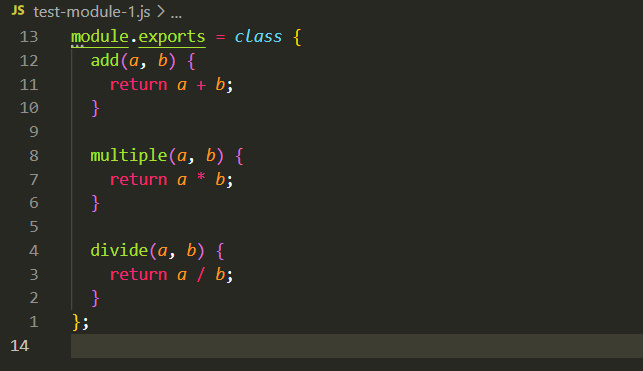 JS test-module-1.js > ...
13 module.exports = class {
12   add(a, b) {
11     return a + b;
10   }
9
8   multiple(a, b) {
7     return a * b;
6   }
5
4   divide(a, b) {
3     return a / b;
2   }
1 };
14